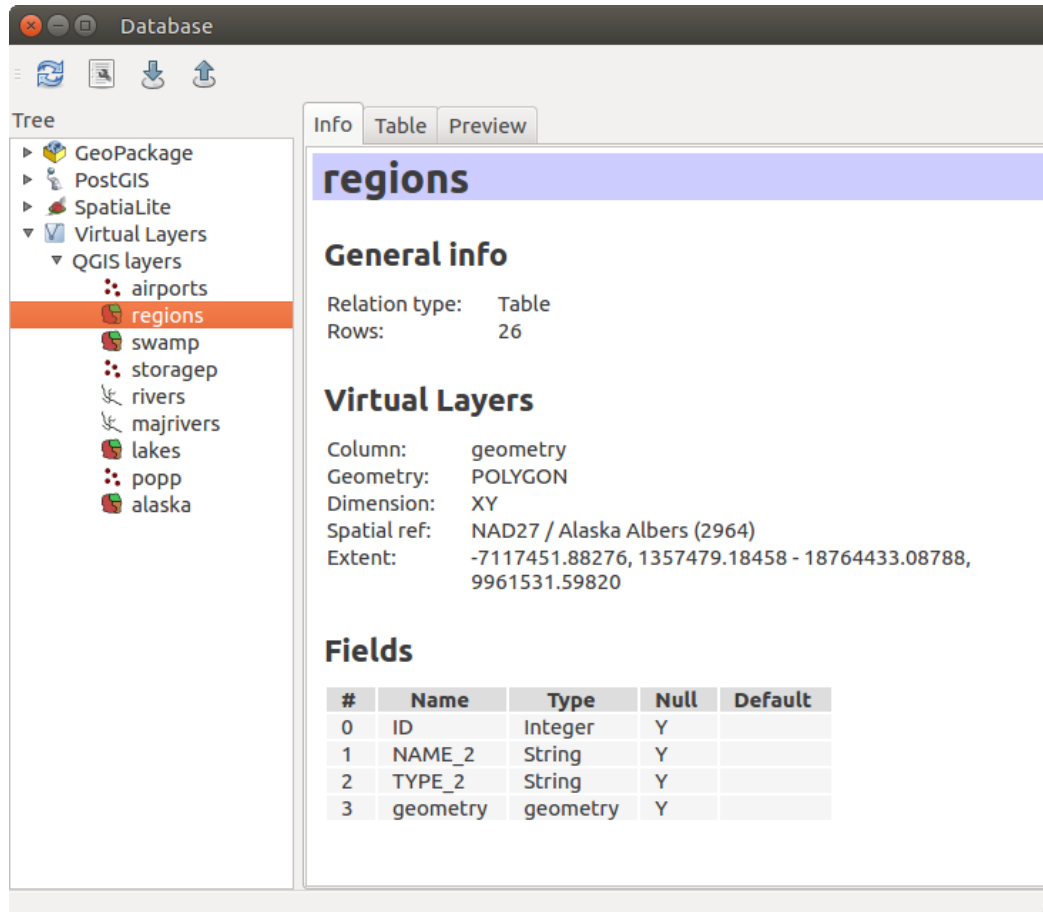 Database
Tree
GeoPackage
PostGIS
SpatiaLite
Virtual Layers
QGIS layers
airports
regions
swamp
storagep
rivers
majrivers
lakes
popp
alaska
Info Table Preview
regions
General info
Relation type: Table
Rows: 26
Virtual Layers
Column: geometry
Geometry: POLYGON
Dimension: XY
Spatial ref: NAD27 / Alaska Albers (2964)
Extent: -7117451.88276, 1357479.18458 - 18764433.08788,
9961531.59820
Fields
# Name Type Null Default
0 ID Integer Y
1 NAME_2 String Y
2 TYPE_2 String Y
3 geometry geometry Y